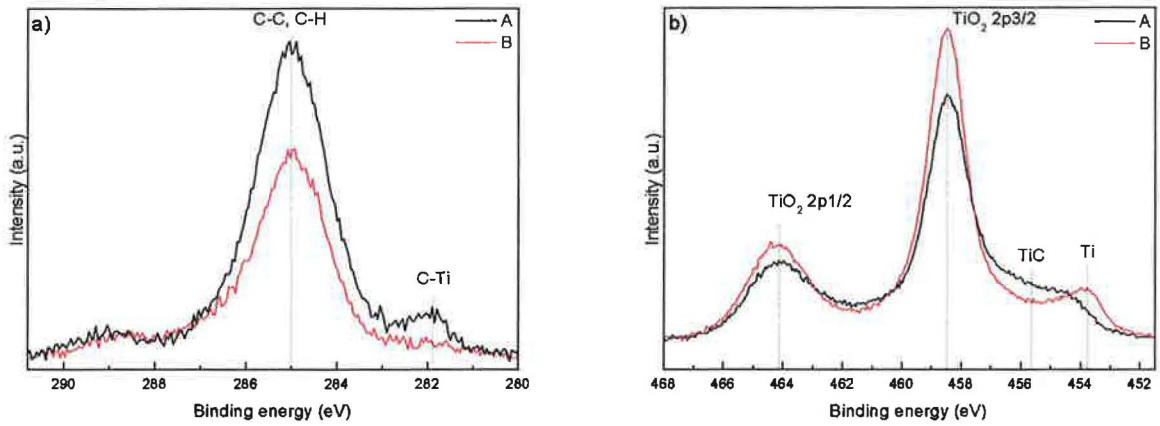 a)
C-C, C-H
A
B
C-Ti
Intensity (a.u.)
290 288 286 284 282 280
Binding energy (eV)
b)
TiO₂ 2p3/2
A
B
TiO₂ 2p1/2
TiC
Ti
Intensity (a.u.)
468 466 464 462 460 458 456 454 452
Binding energy (eV)